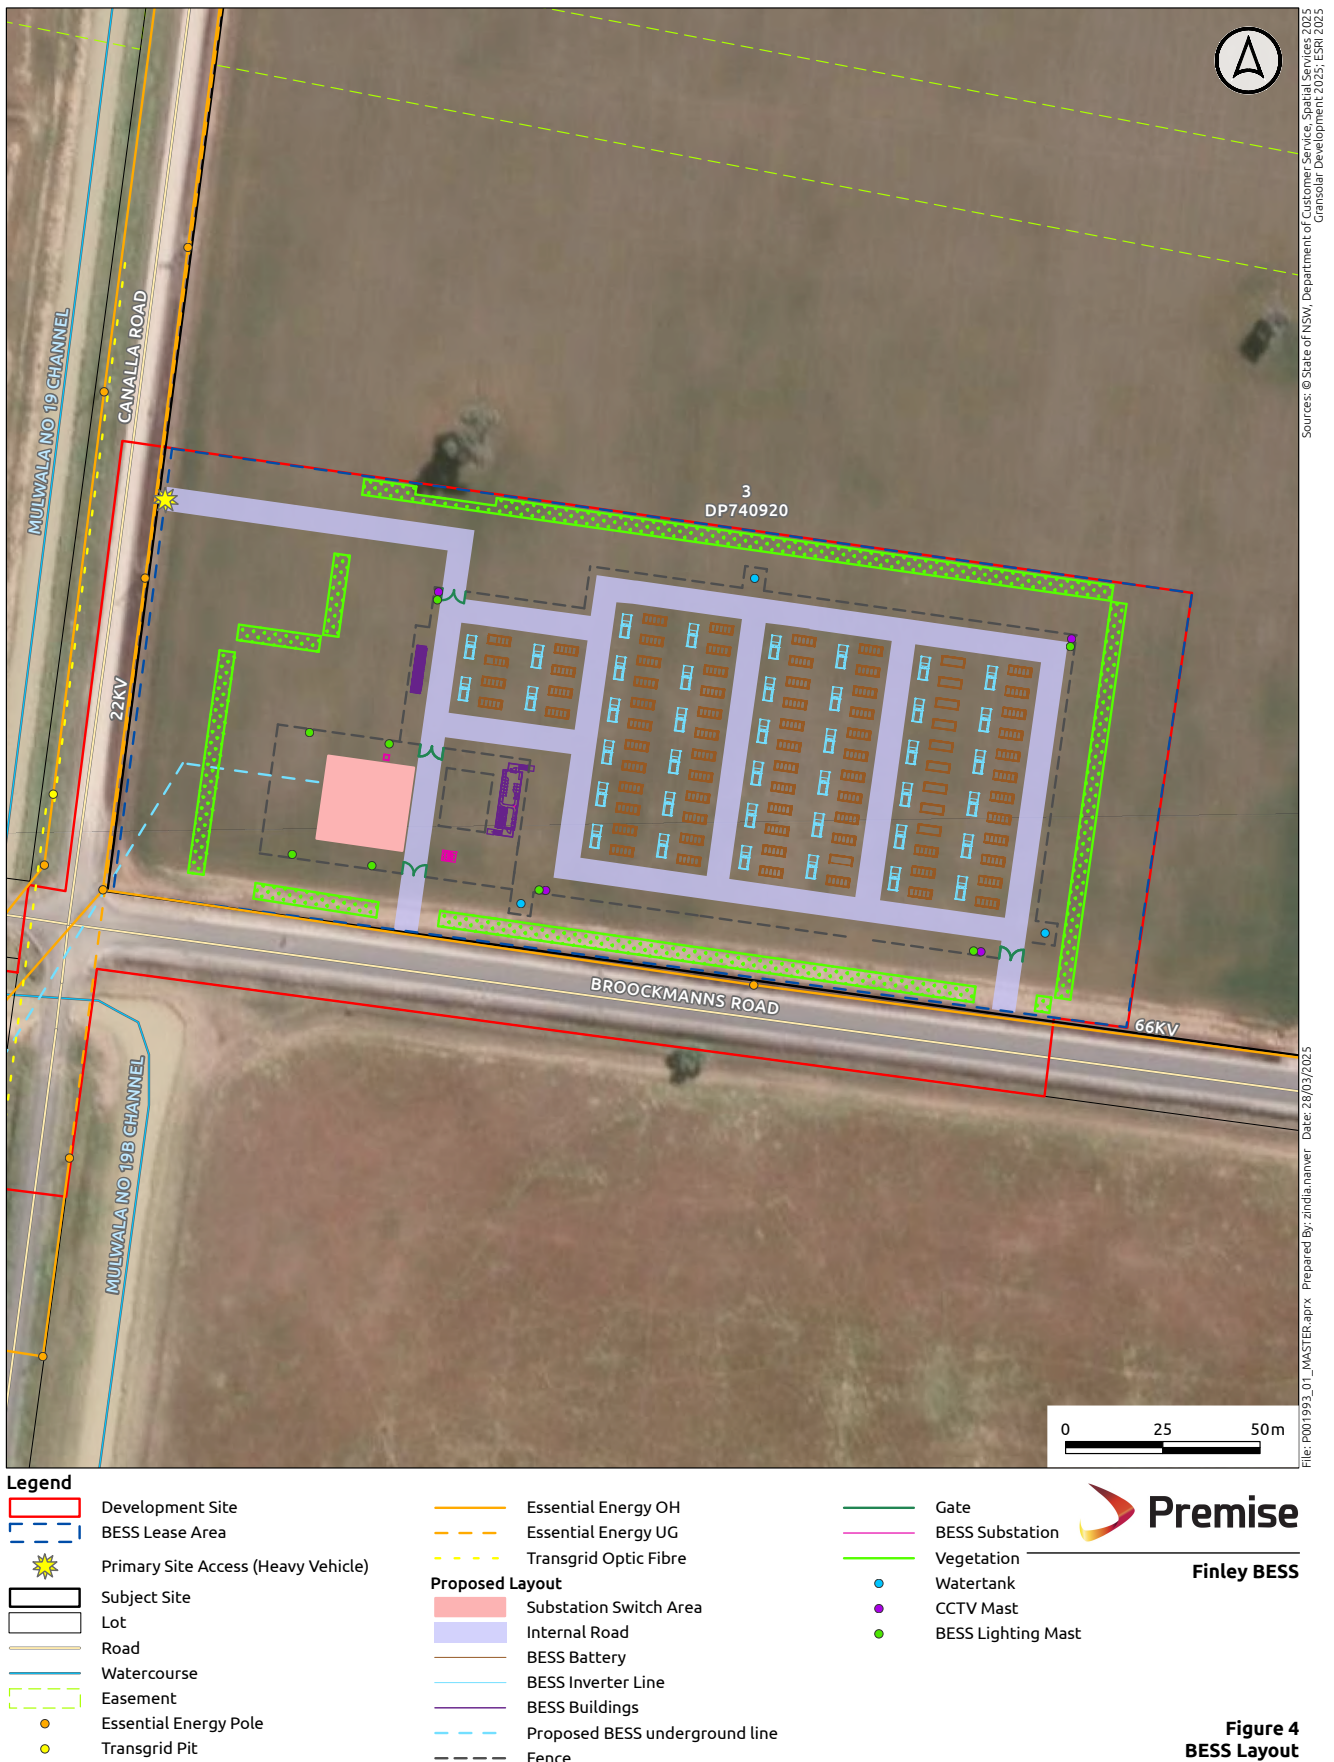 Sources: © State of NSW, Department of Customer Service, Spatial Services 2025
Gransolar Development 2025; ESRI 2025
MULWALA NO 19 CHANNEL
CANALLA ROAD
3
DP740920
22KV
BROOCKMANNS ROAD
66KV
MULWALA NO 19B CHANNEL
File: P001993_01_MASTER.aprx Prepared By: zindia.nanver Date: 28/03/2025
0 25 50m
Legend
Development Site
BESS Lease Area
Primary Site Access (Heavy Vehicle)
Subject Site
Lot
Road
Watercourse
Easement
Essential Energy Pole
Transgrid Pit
Essential Energy OH
Essential Energy UG
Transgrid Optic Fibre
Proposed Layout
Substation Switch Area
Internal Road
BESS Battery
BESS Inverter Line
BESS Buildings
Proposed BESS underground line
Fence
Gate
BESS Substation
Vegetation
Watertank
CCTV Mast
BESS Lighting Mast
Premise
Finley BESS
Figure 4
BESS Layout